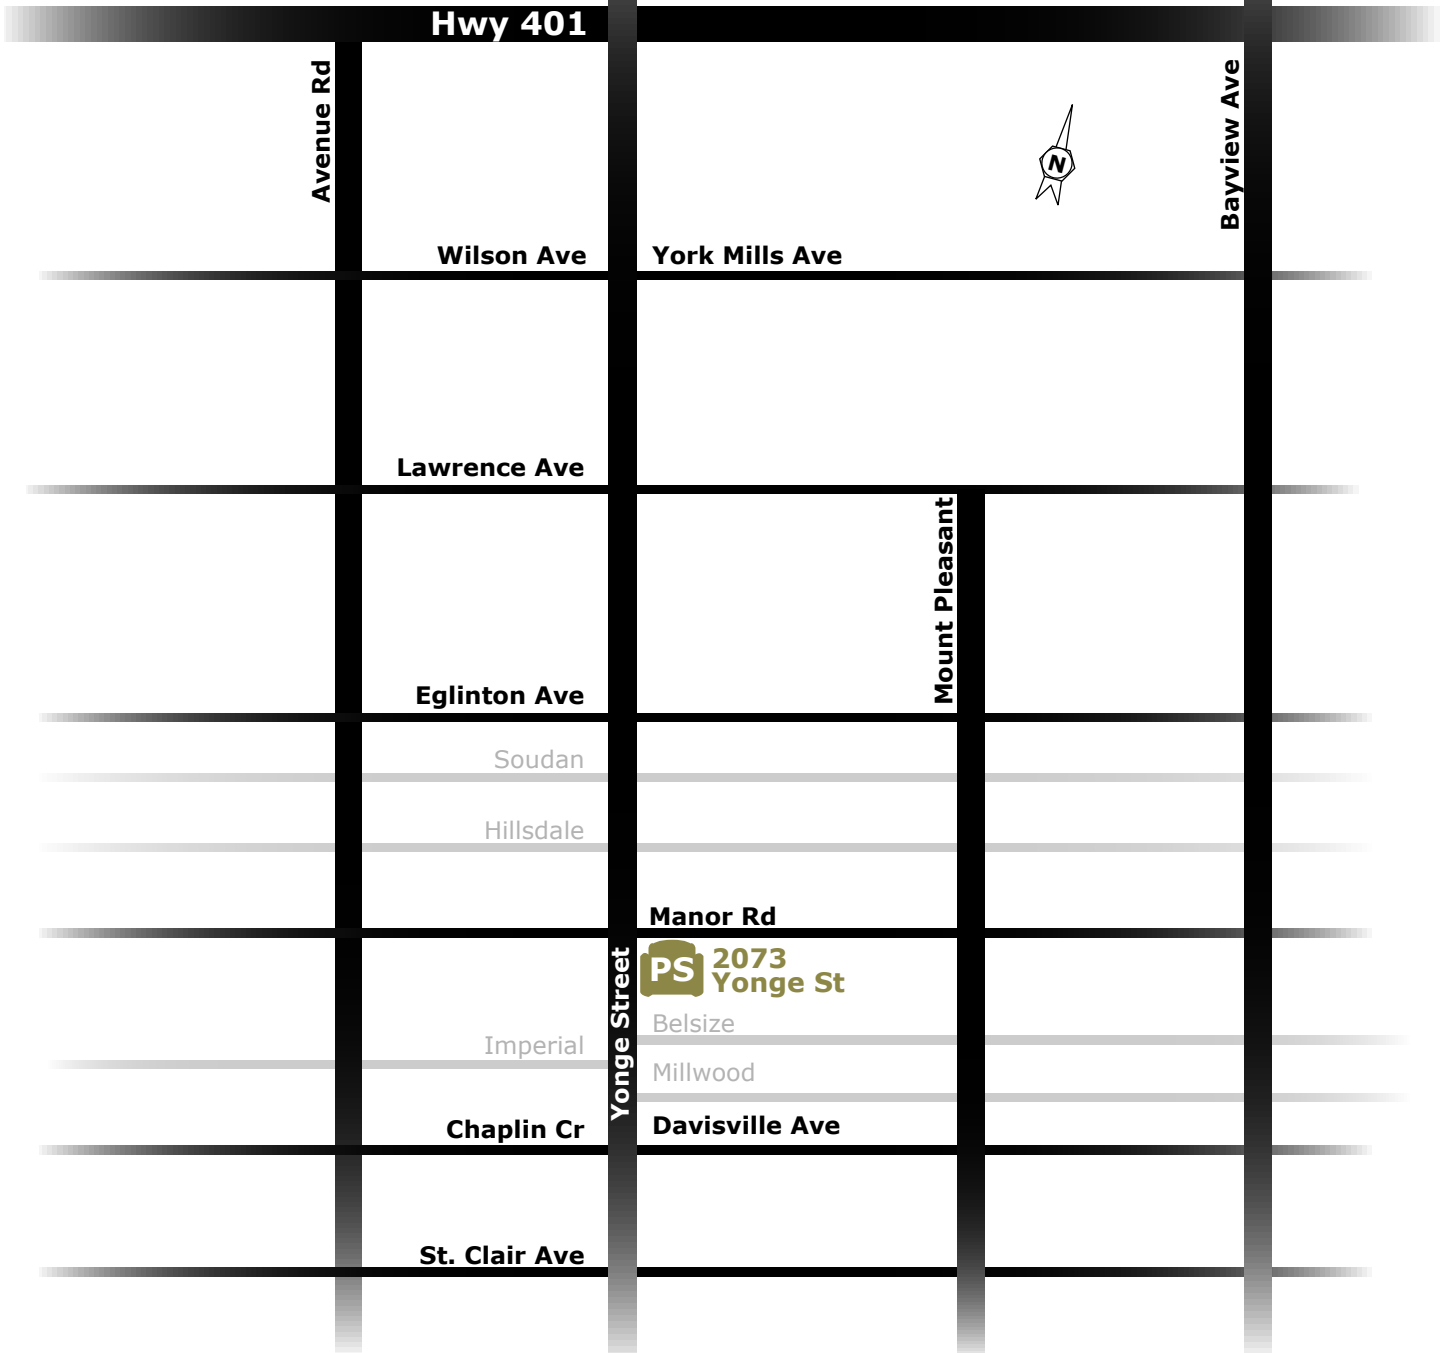 Hwy 401
Avenue Rd
Bayview Ave
N
Wilson Ave
York Mills Ave
Lawrence Ave
Mount Pleasant
Eglinton Ave
Soudan
Hillsdale
Manor Rd
Yonge Street
PS
2073
Yonge St
Belsize
Imperial
Millwood
Chaplin Cr
Davisville Ave
St. Clair Ave